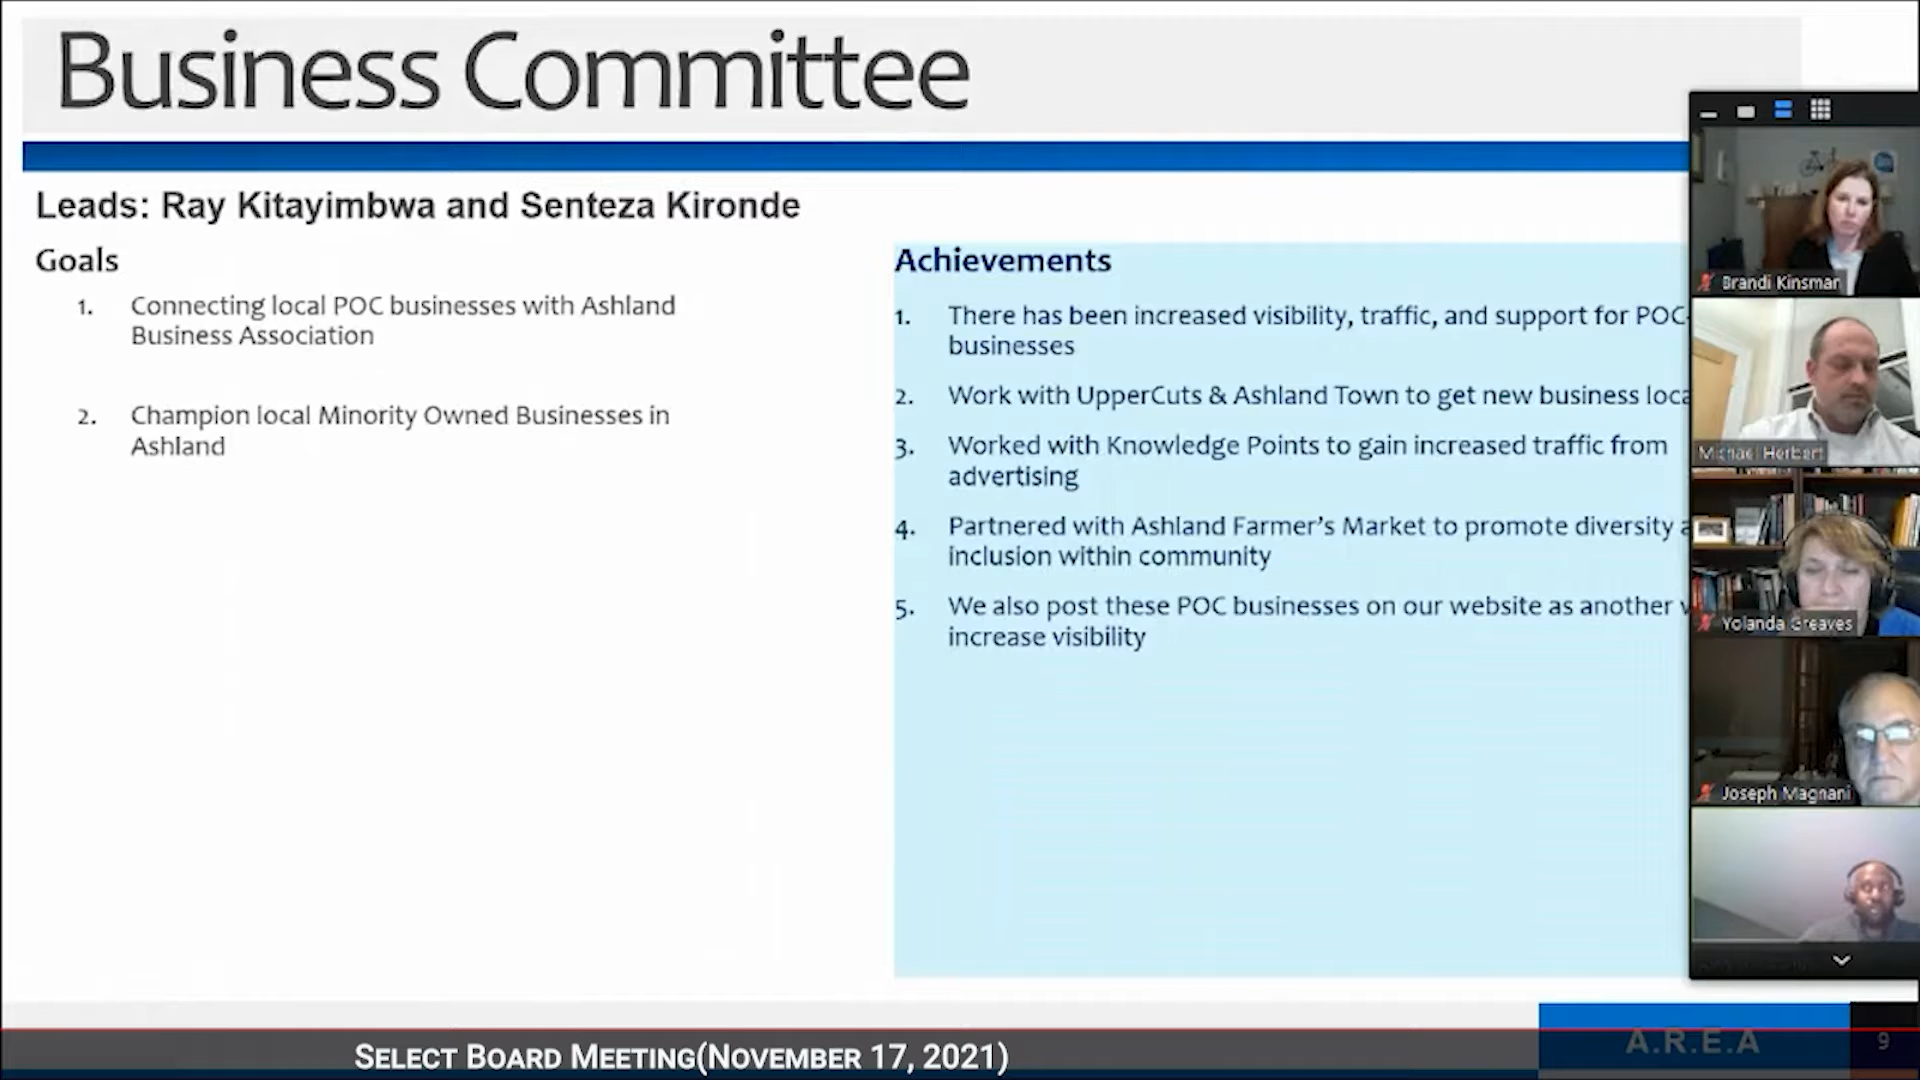 Business Committee
Leads: Ray Kitayimbwa and Senteza Kironde
Goals
1. Connecting local POC businesses with Ashland
Business Association
2. Champion local Minority Owned Businesses in
Ashland
Achievements
1. There has been increased visibility, traffic, and support for POC
businesses
2. Work with UpperCuts & Ashland Town to get new business
3. Worked with Knowledge Points to gain increased traffic from
advertising
4. Partnered with Ashland Farmer's Market to promote diversity
inclusion within community
5. We also post these POC businesses on our website as another
increase visibility
Brandi Kinsman
Michael Herbert
Yolanda Greaves
Joseph Magnani
A.R.E.A
9
SELECT BOARD MEETING(NOVEMBER 17, 2021)